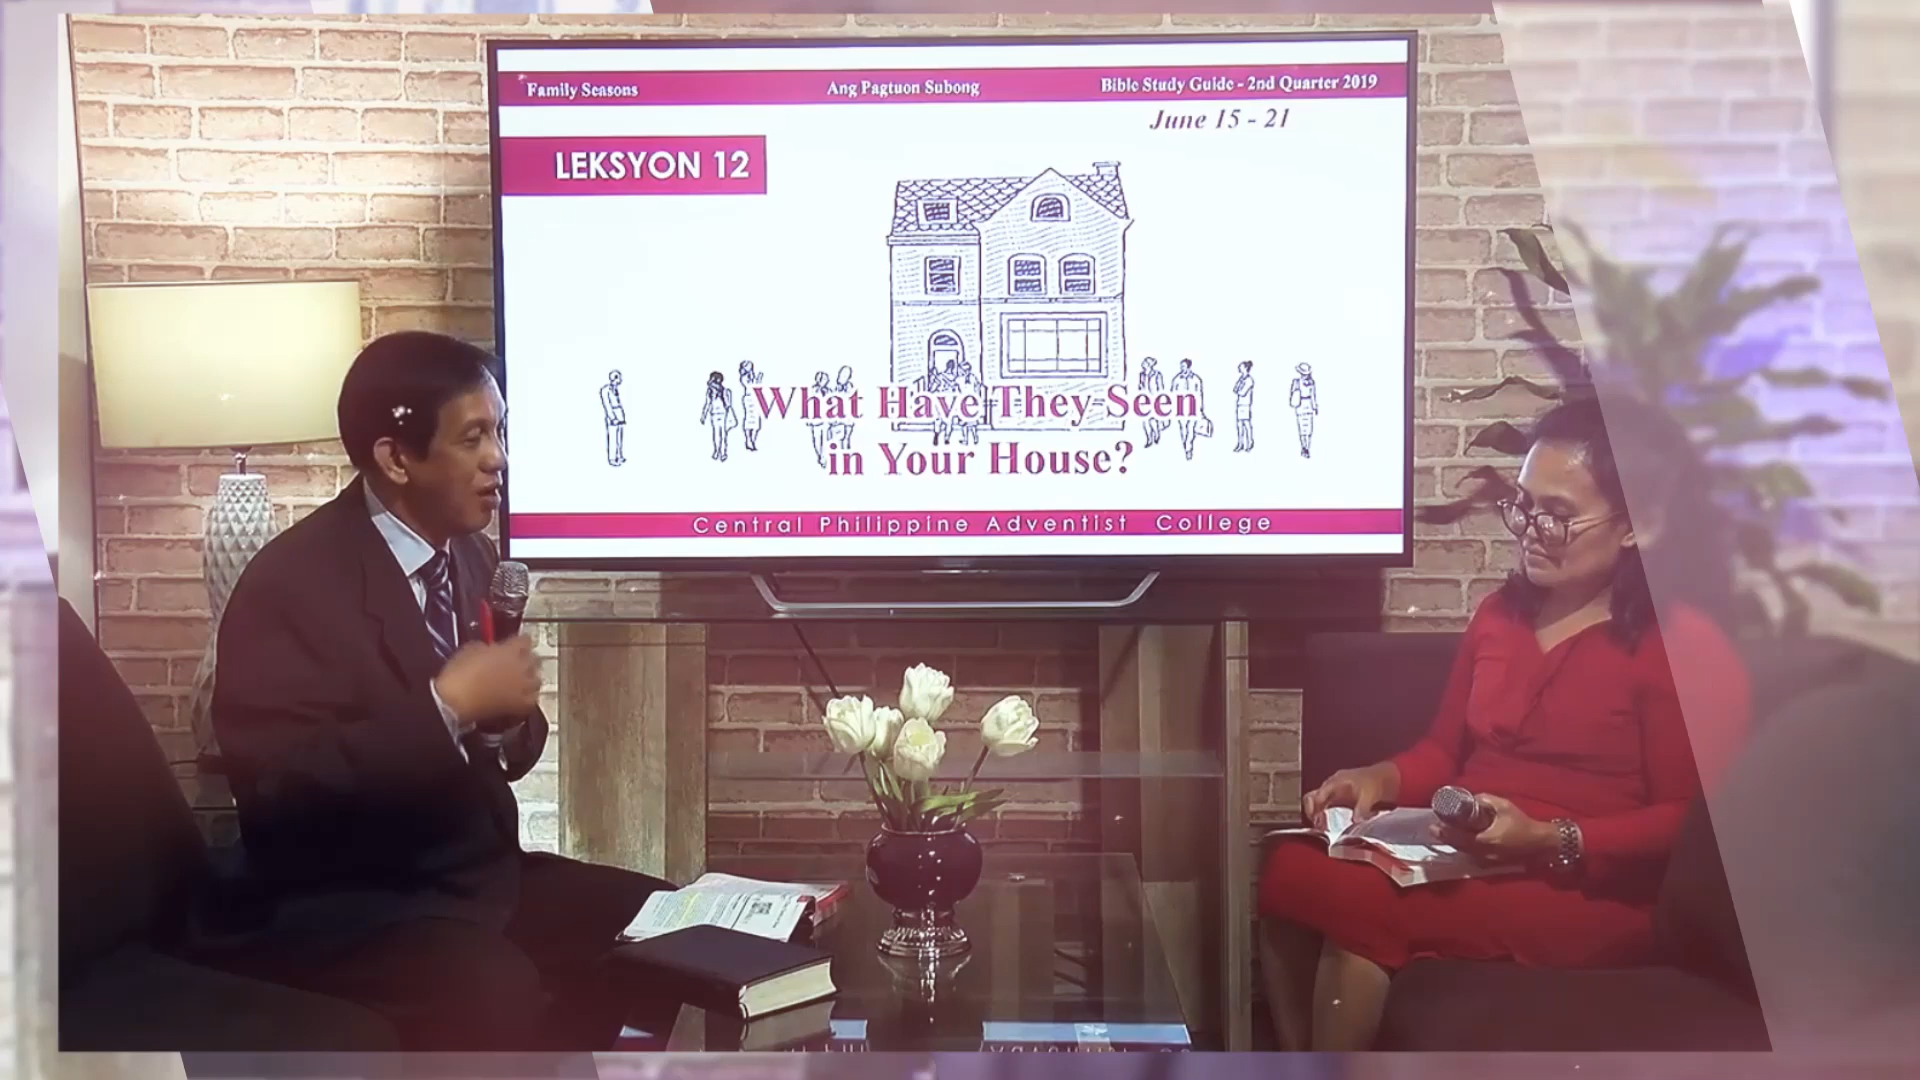 Family Seasons
Ang Pagtuon Subong
Bible Study Guide - 2nd Quarter 2019
June 15 - 21
LEKSYON 12
What Have They Seen
in Your House?
Central Philippine Adventist College